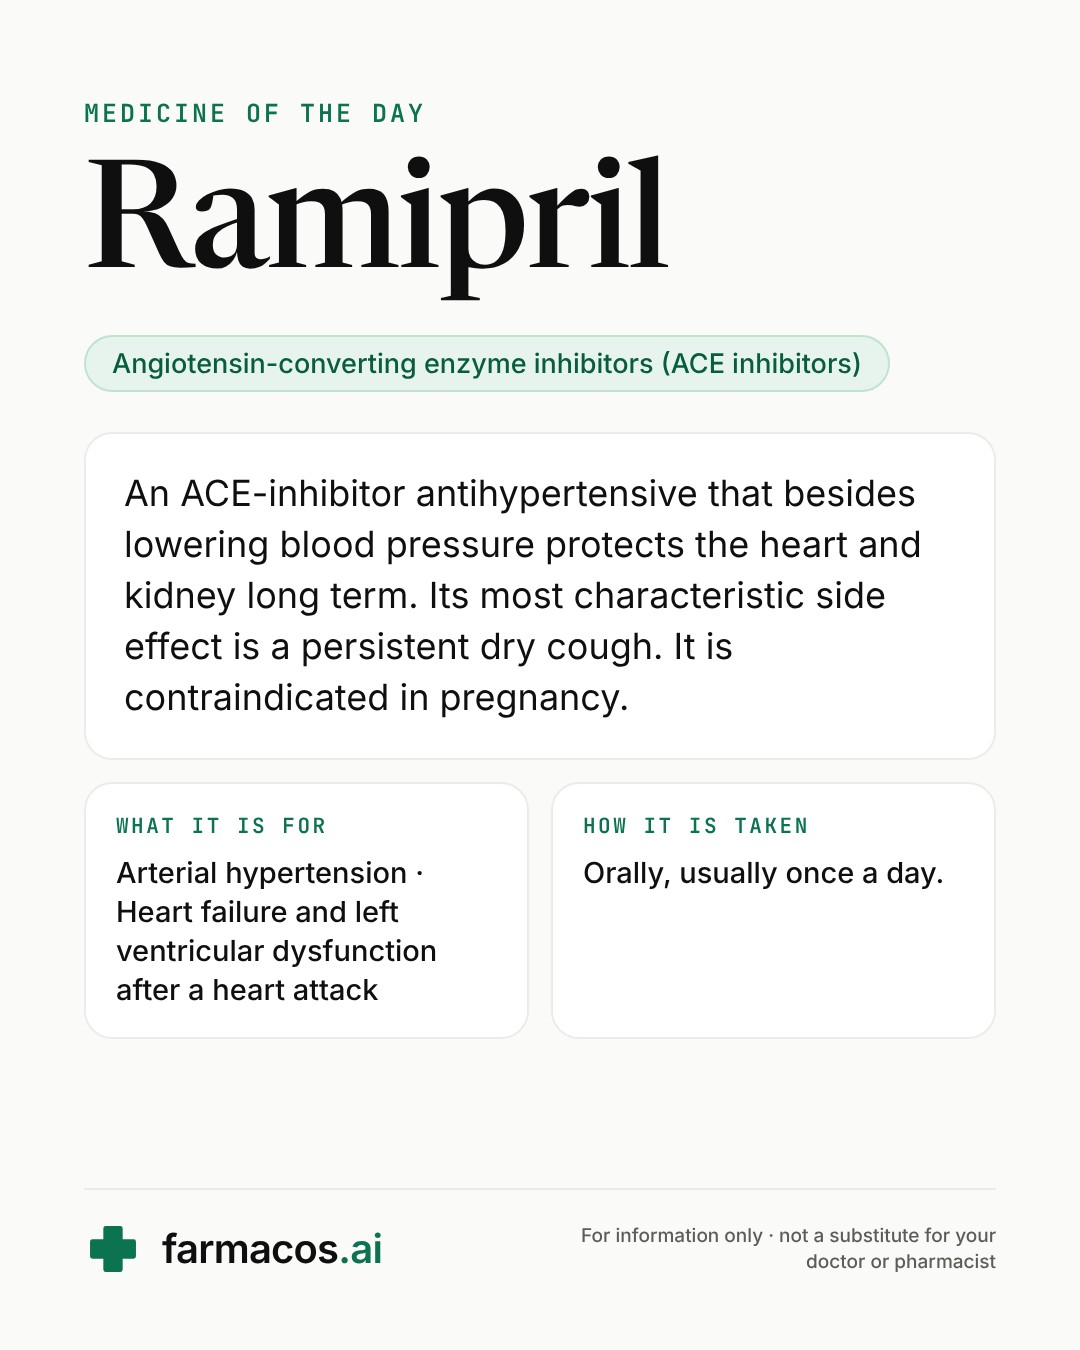 MEDICINE OF THE DAY
Ramipril
Angiotensin-converting enzyme inhibitors (ACE inhibitors)
An ACE-inhibitor antihypertensive that besides
lowering blood pressure protects the heart and
kidney long term. Its most characteristic side
effect is a persistent dry cough. It is
contraindicated in pregnancy.
WHAT IT IS FOR
Arterial hypertension ·
Heart failure and left
ventricular dysfunction
after a heart attack
HOW IT IS TAKEN
Orally, usually once a day.
farmacos.ai
For information only · not a substitute for your
doctor or pharmacist